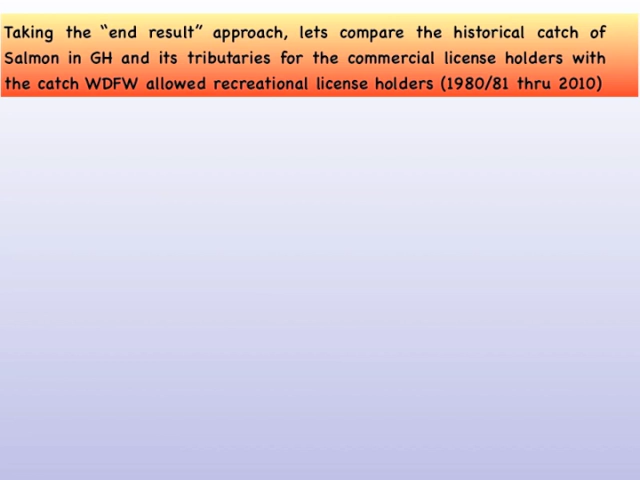 Taking the “end result” approach, lets compare the historical catch of
Salmon in GH and its tributaries for the commercial license holders with
the catch WDFW allowed recreational license holders (1980/81 thru 2010)